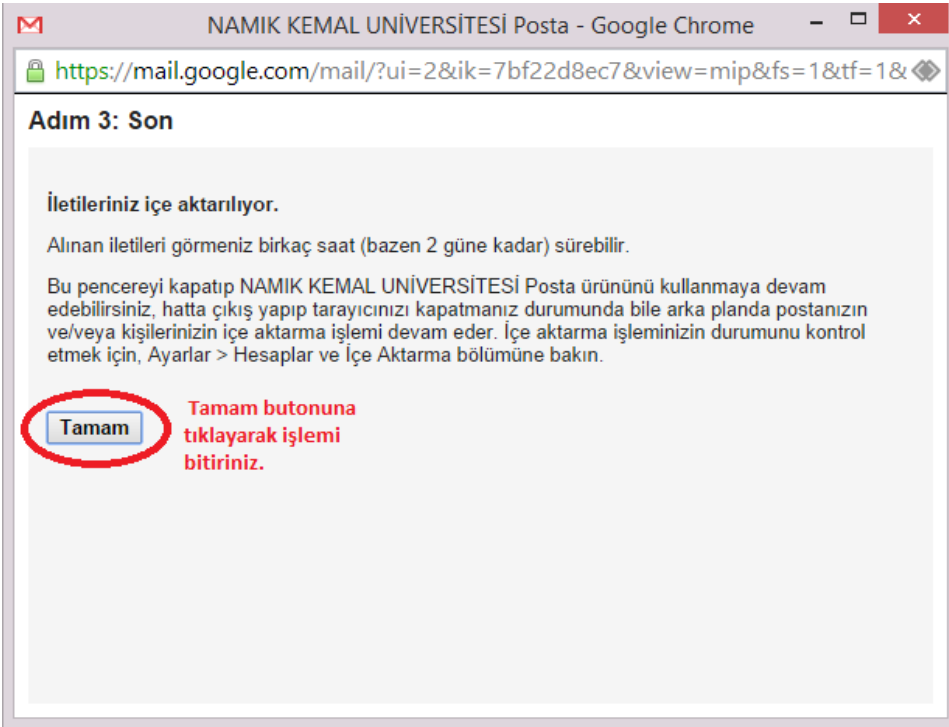 NAMIK KEMAL UNİVERSİTESİ Posta - Google Chrome
https://mail.google.com/mail/?ui=2&ik=7bf22d8ec7&view=mip&fs=1&tf=1&
Adım 3: Son
İletileriniz içe aktarılıyor.
Alınan iletileri görmeniz birkaç saat (bazen 2 güne kadar) sürebilir.
Bu pencereyi kapatıp NAMIK KEMAL UNİVERSİTESİ Posta ürününü kullanmaya devam
edebilirsiniz, hatta çıkış yapıp tarayıcınızı kapatmanız durumunda bile arka planda postanızın
ve/veya kişilerinizin içe aktarma işlemi devam eder. İçe aktarma işleminizin durumunu kontrol
etmek için, Ayarlar > Hesaplar ve İçe Aktarma bölümüne bakın.
Tamam
Tamam butonuna
tıklayarak işlemi
bitiriniz.